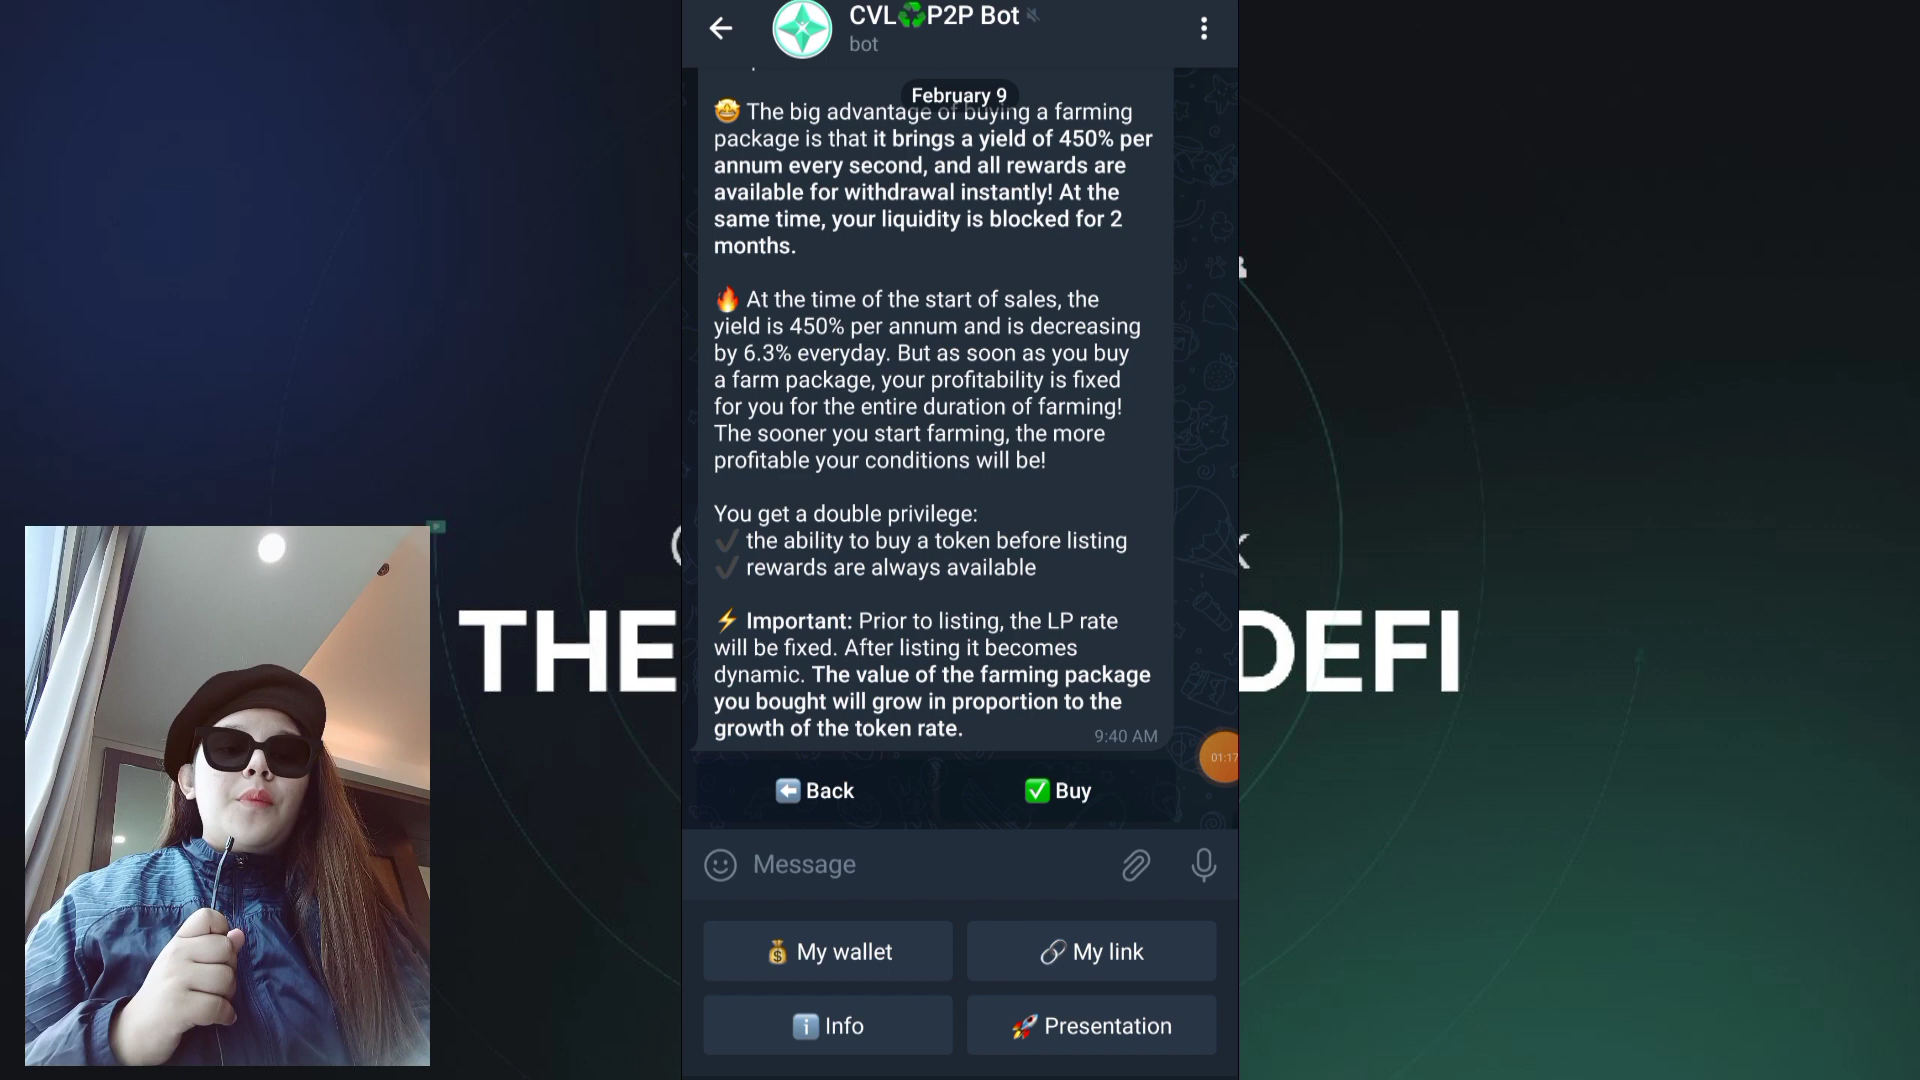 CVL♻️P2P Bot
bot
February 9
🤩 The big advantage of buying a farming
package is that it brings a yield of 450% per
annum every second, and all rewards are
available for withdrawal instantly! At the
same time, your liquidity is blocked for 2
months.
🔥 At the time of the start of sales, the
yield is 450% per annum and is decreasing
by 6.3% everyday. But as soon as you buy
a farm package, your profitability is fixed
for you for the entire duration of farming!
The sooner you start farming, the more
profitable your conditions will be!
You get a double privilege:
✔️ the ability to buy a token before listing
✔️ rewards are always available
⚡ Important: Prior to listing, the LP rate
will be fixed. After listing it becomes
dynamic. The value of the farming package
you bought will grow in proportion to the
growth of the token rate.
9:40 AM
01:17
⬅️ Back
✅ Buy
Message
💰 My wallet
🔗 My link
ℹ️ Info
🚀 Presentation
THE DEFI